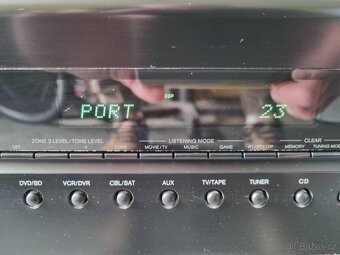 DSP
PORT 23
ZONE 2 LEVEL/TONE LEVEL LISTENING MODE CLEAR
OFF - + TONE MOVIE/TV MUSIC GAME MEMORY TUNING MODE
DVD/BD VCR/DVR CBL/SAT AUX TV/TAPE TUNER CD